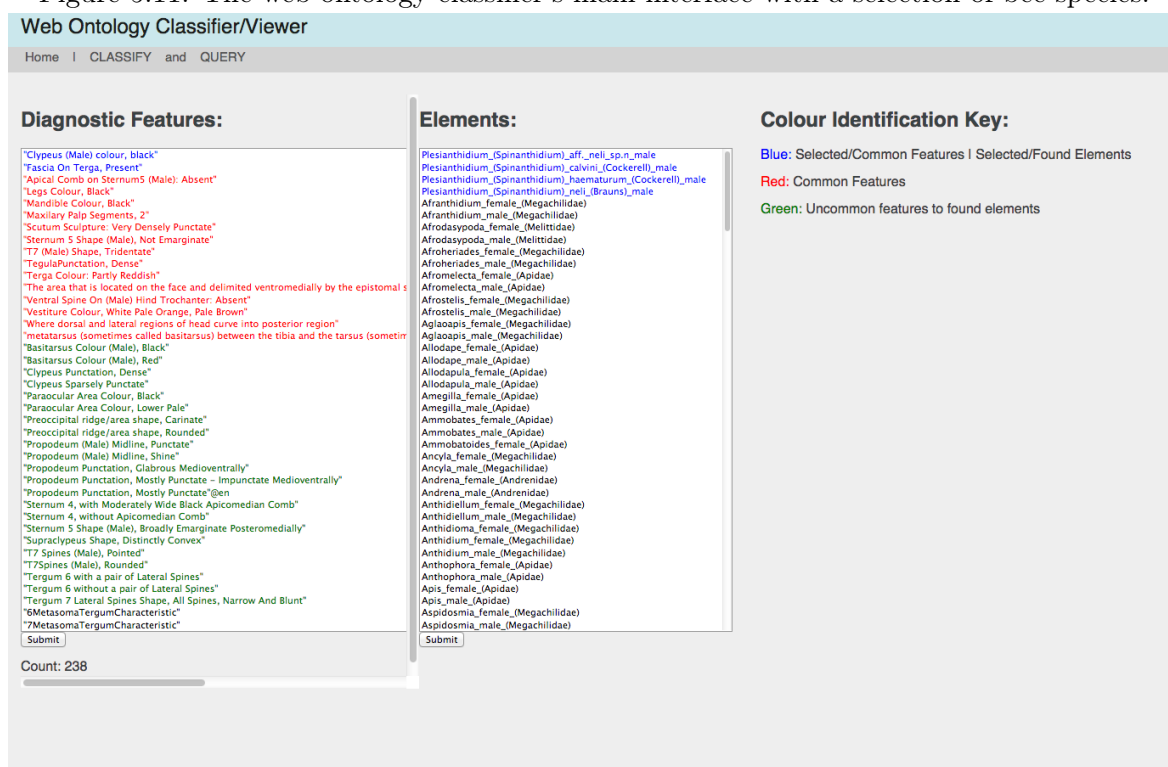 Figure 5.11: The web ontology classifier's main interface with a selection of bee species.
Web Ontology Classifier/Viewer
Home | CLASSIFY and QUERY
Diagnostic Features:
"Clypeus (Male) colour, black"
"Fascia On Terga, Present"
"Apical Comb on Sternum5 (Male): Absent"
"Legs Colour, Black"
"Mandible Colour, Black"
"Maxilary Palp Segments, 2"
"Scutum Sculpture: Very Densely Punctate"
"Sternum 5 Shape (Male), Not Emarginate"
"T7 (Male) Shape, Tridentate"
"TegulaPunctation, Dense"
"Terga Colour: Partly Reddish"
"The area that is located on the face and delimited ventromedially by the epistomal s
"Ventral Spine On (Male) Hind Trochanter: Absent"
"Vestiture Colour, White Pale Orange, Pale Brown"
"Where dorsal and lateral regions of head curve into posterior region"
"metatarsus (sometimes called basitarsus) between the tibia and the tarsus (sometim
"Basitarsus Colour (Male), Black"
"Basitarsus Colour (Male), Red"
"Clypeus Punctation, Dense"
"Clypeus Sparsely Punctate"
"Paraocular Area Colour, Black"
"Paraocular Area Colour, Lower Pale"
"Preoccipital ridge/area shape, Carinate"
"Preoccipital ridge/area shape, Rounded"
"Propodeum (Male) Midline, Punctate"
"Propodeum (Male) Midline, Shine"
"Propodeum Punctation, Glabrous Medioventrally"
"Propodeum Punctation, Mostly Punctate - Impunctate Medioventrally"
"Propodeum Punctation, Mostly Punctate"@en
"Sternum 4, with Moderately Wide Black Apicomedian Comb"
"Sternum 4, without Apicomedian Comb"
"Sternum 5 Shape (Male), Broadly Emarginate Posteromedially"
"Supraclypeus Shape, Distinctly Convex"
"T7 Spines (Male), Pointed"
"T7Spines (Male), Rounded"
"Tergum 6 with a pair of Lateral Spines"
"Tergum 6 without a pair of Lateral Spines"
"Tergum 7 Lateral Spines Shape, All Spines, Narrow And Blunt"
"6MetasomaTergumCharacteristic"
"7MetasomaTergumCharacteristic"
Submit
Count: 238
Elements:
Plesianthidium_(Spinanthidium)_aff._neli_sp.n_male
Plesianthidium_(Spinanthidium)_calvini_(Cockerell)_male
Plesianthidium_(Spinanthidium)_haematurum_(Cockerell)_male
Plesianthidium_(Spinanthidium)_neli_(Brauns)_male
Afranthidium_female_(Megachilidae)
Afranthidium_male_(Megachilidae)
Afrodasypoda_female_(Melittidae)
Afrodasypoda_male_(Melittidae)
Afroheriades_female_(Megachilidae)
Afroheriades_male_(Megachilidae)
Afromelecta_female_(Apidae)
Afromelecta_male_(Apidae)
Afrostelis_female_(Megachilidae)
Afrostelis_male_(Megachilidae)
Aglaoapis_female_(Megachilidae)
Aglaoapis_male_(Megachilidae)
Allodape_female_(Apidae)
Allodape_male_(Apidae)
Allodapula_female_(Apidae)
Allodapula_male_(Apidae)
Amegilla_female_(Apidae)
Amegilla_male_(Apidae)
Ammobates_female_(Apidae)
Ammobates_male_(Apidae)
Ammobatoides_female_(Apidae)
Ancyla_female_(Megachilidae)
Ancyla_male_(Megachilidae)
Andrena_female_(Andrenidae)
Andrena_male_(Andrenidae)
Anthidiellum_female_(Megachilidae)
Anthidiellum_male_(Megachilidae)
Anthidioma_female_(Megachilidae)
Anthidium_female_(Megachilidae)
Anthidium_male_(Megachilidae)
Anthophora_female_(Apidae)
Anthophora_male_(Apidae)
Apis_female_(Apidae)
Apis_male_(Apidae)
Aspidosmia_female_(Megachilidae)
Aspidosmia_male_(Megachilidae)
Submit
Colour Identification Key:
Blue: Selected/Common Features | Selected/Found Elements
Red: Common Features
Green: Uncommon features to found elements